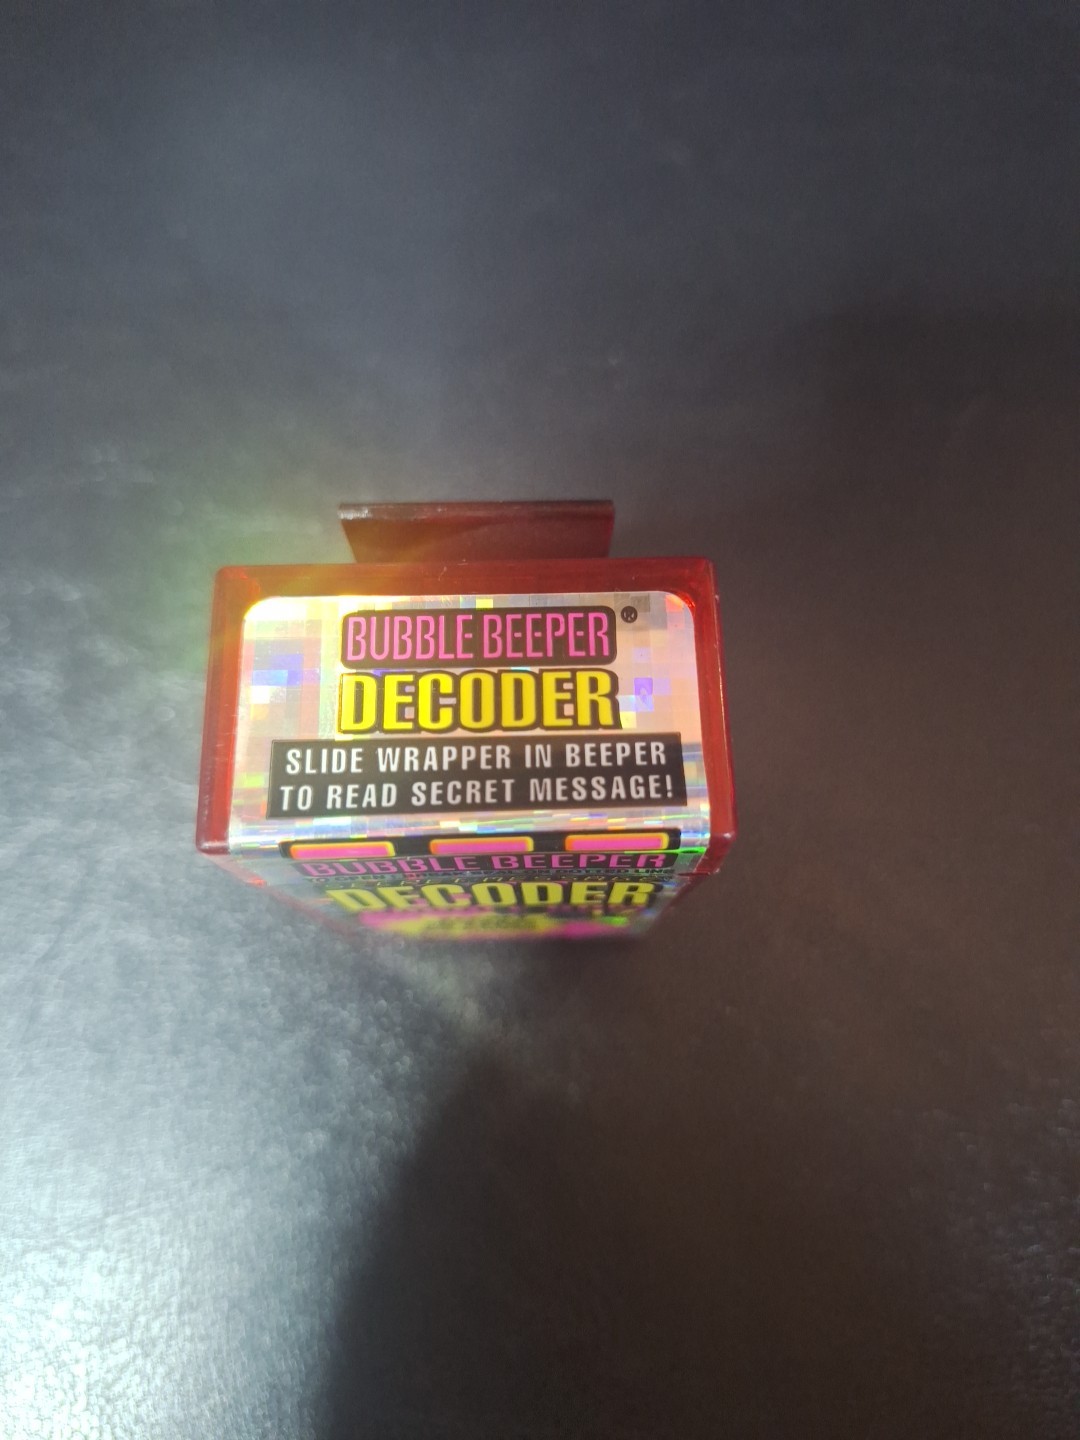 BUBBLE BEEPER®
DECODER
SLIDE WRAPPER IN BEEPER
TO READ SECRET MESSAGE!
BUBBLE BEEPER
DECODER